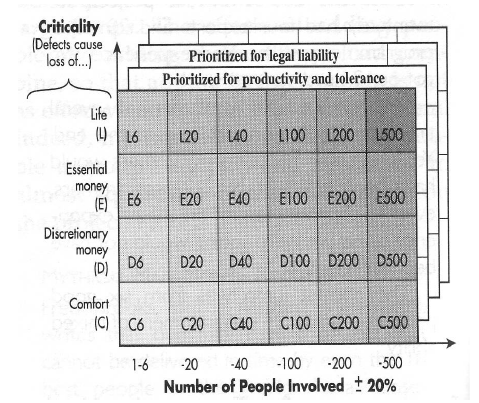 Criticality
(Defects cause
loss of...)
Prioritized for legal liability
Prioritized for productivity and tolerance
Life
(L)
L6 L20 L40 L100 L200 L500
Essential
money
(E)
E6 E20 E40 E100 E200 E500
Discretionary
money
(D)
D6 D20 D40 D100 D200 D500
Comfort
(C)
C6 C20 C40 C100 C200 C500
1-6 -20 -40 -100 -200 -500
Number of People Involved ± 20%